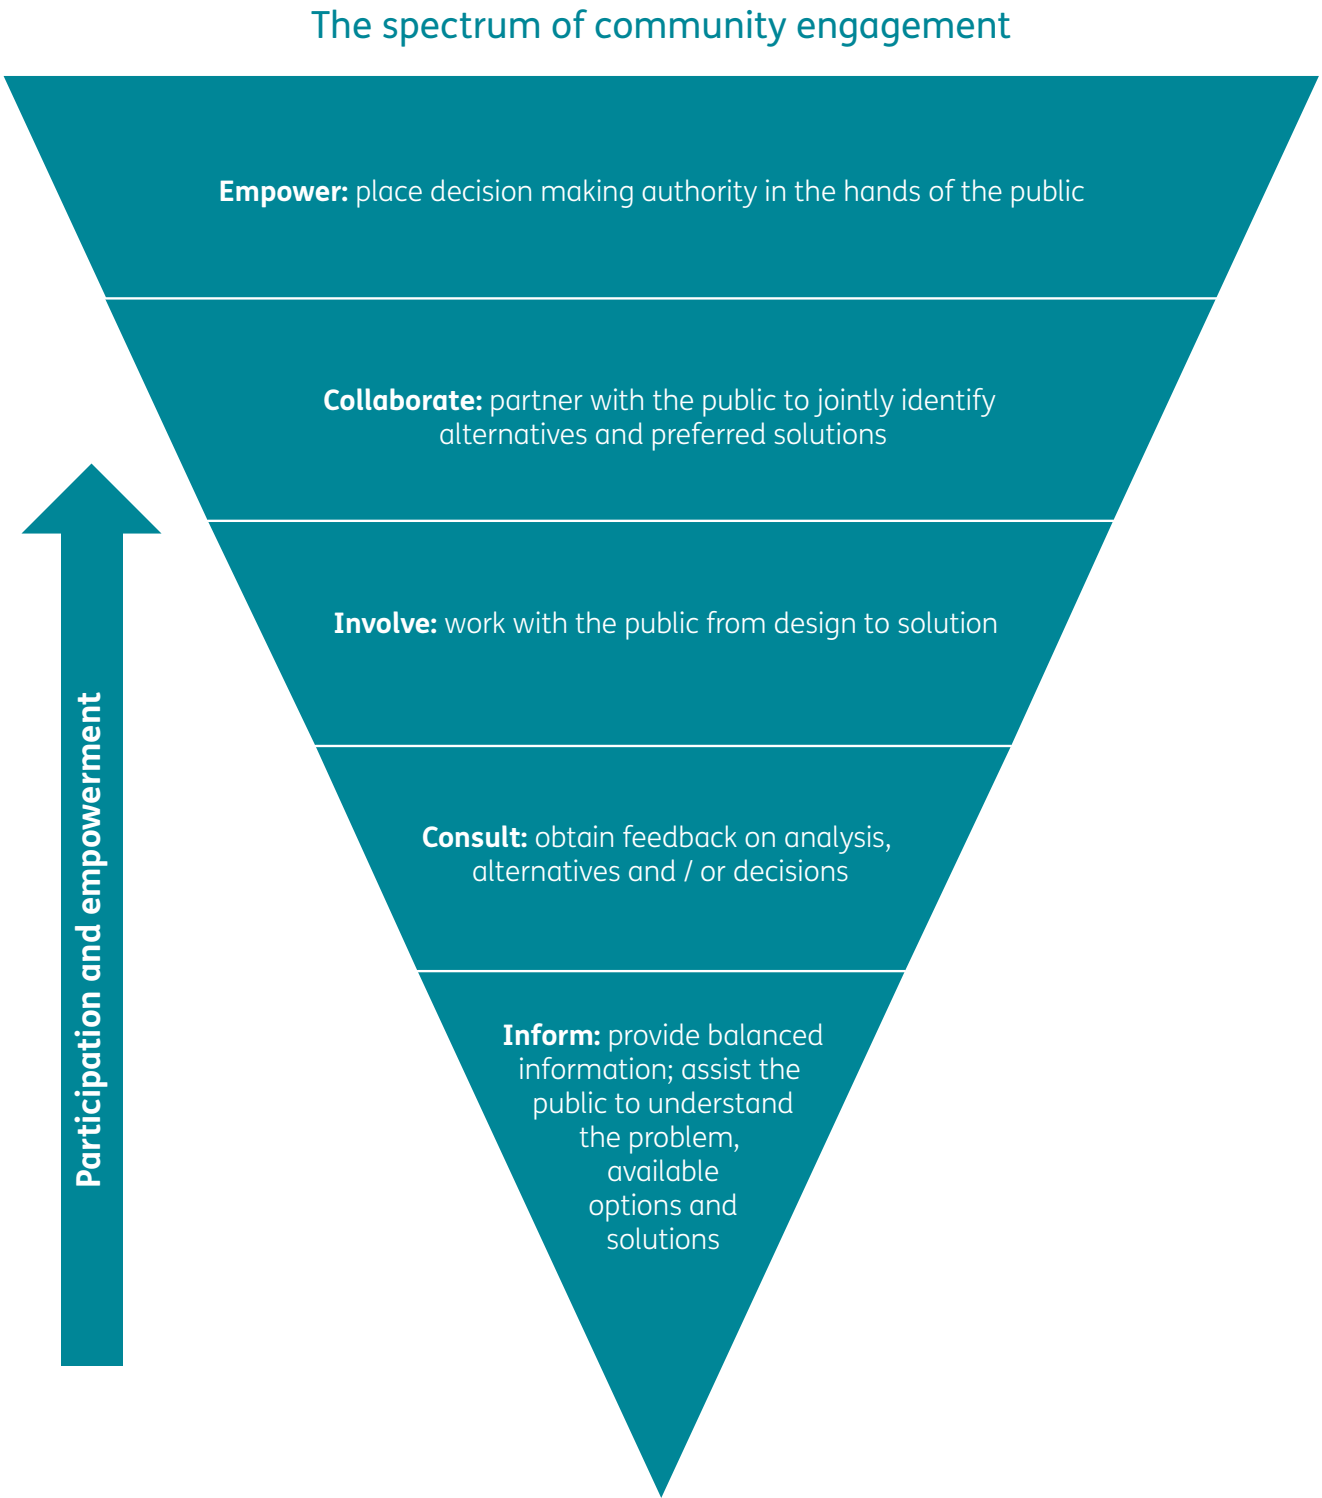 The spectrum of community engagement
Empower: place decision making authority in the hands of the public
Collaborate: partner with the public to jointly identify
alternatives and preferred solutions
Involve: work with the public from design to solution
Consult: obtain feedback on analysis,
alternatives and / or decisions
Inform: provide balanced
information; assist the
public to understand
the problem,
available
options and
solutions
Participation and empowerment